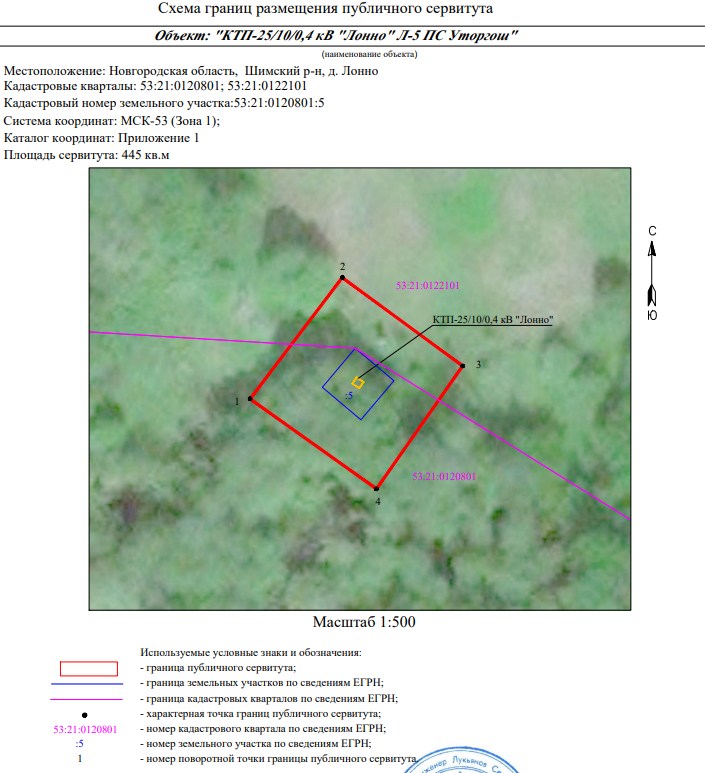 Схема границ размещения публичного сервитута
Объект: "КТП-25/10/0,4 кВ "Лонно" Л-5 ПС Уторгош"
(наименование объекта)
Местоположение: Новгородская область, Шимский р-н, д. Лонно
Кадастровые кварталы: 53:21:0120801; 53:21:0122101
Кадастровый номер земельного участка:53:21:0120801:5
Система координат: МСК-53 (Зона 1);
Каталог координат: Приложение 1
Площадь сервитута: 445 кв.м
С
Ю
2
53:21:0122101
КТП-25/10/0,4 кВ "Лонно"
3
:5
1
53:21:0120801
4
Масштаб 1:500
Используемые условные знаки и обозначения:
- граница публичного сервитута;
- граница земельных участков по сведениям ЕГРН;
- граница кадастровых кварталов по сведениям ЕГРН;
- характерная точка границ публичного сервитута;
53:21:0120801 - номер кадастрового квартала по сведениям ЕГРН;
:5 - номер земельного участка по сведениям ЕГРН;
1 - номер поворотной точки границы публичного сервитута.
Лукьянов